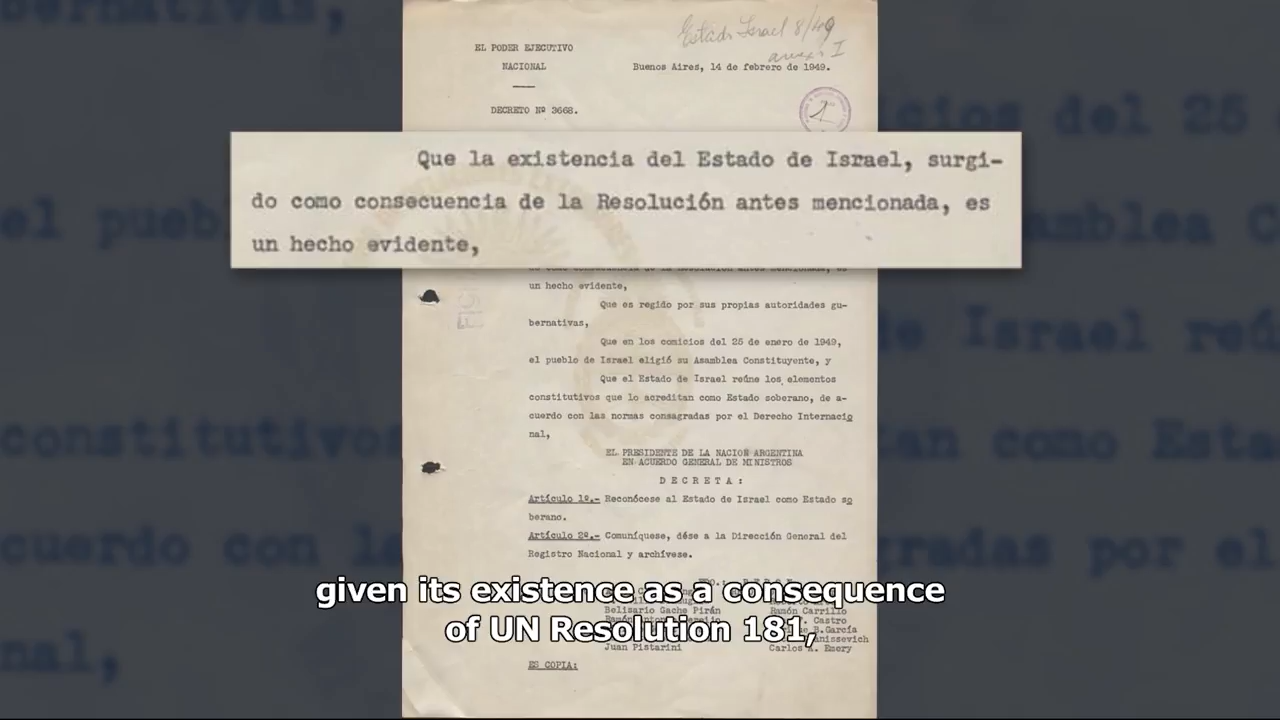 Estado Israel 8/49
anexo I
EL PODER EJECUTIVO
NACIONAL
Buenos Aires, 14 de febrero de 1949.
DECRETO Nº 3668.
Que la existencia del Estado de Israel, surgi-
do como consecuencia de la Resolución antes mencionada, es
un hecho evidente,
un hecho evidente,
Que es regido por sus propias autoridades gu-
bernativas,
Que en los comicios del 25 de enero de 1949,
el pueblo de Israel eligió su Asamblea Constituyente, y
Que el Estado de Israel reúne los elementos
constitutivos que lo acreditan como Estado soberano, de a-
cuerdo con las normas consagradas por el Derecho Internacio
nal,
EL PRESIDENTE DE LA NACION ARGENTINA
EN ACUERDO GENERAL DE MINISTROS
D E C R E T A :
Artículo 1º.- Reconócese al Estado de Israel como Estado so
berano.
Artículo 2º.- Comuníquese, dése a la Dirección General del
Registro Nacional y archívese.
given its existence as a consequence
of UN Resolution 181,
Belisario Gache Pirán
Ramón Carrillo
Castro
B. García
Juan Pistarini
Carlos A. Emery
ES COPIA: